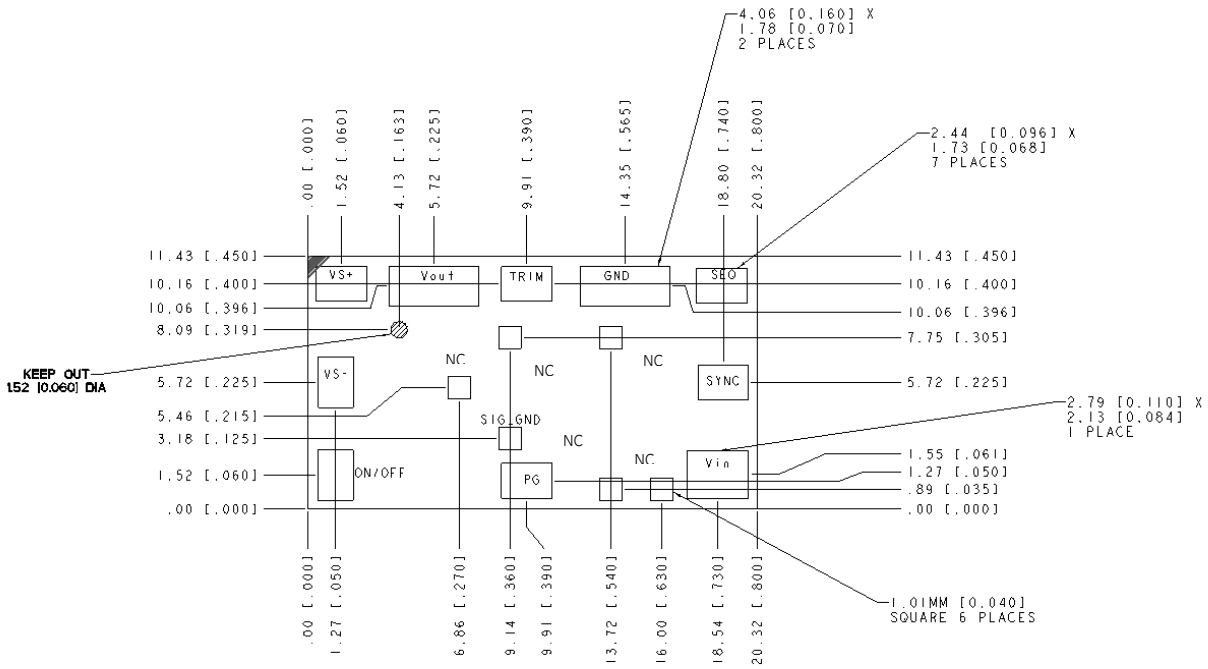 4.06 [0.160] X
1.78 [0.070]
2 PLACES
.00 [.000]
1.52 [.060]
4.13 [.163]
5.72 [.225]
9.91 [.390]
14.35 [.565]
18.80 [.740]
20.32 [.800]
2.44 [0.096] X
1.73 [0.068]
7 PLACES
11.43 [.450]
10.16 [.400]
10.06 [.396]
8.09 [.319]
KEEP OUT
1.52 [0.060] DIA
5.72 [.225]
5.46 [.215]
3.18 [.125]
1.52 [.060]
.00 [.000]
VS+
Vout
TRIM
GND
SEQ
NC
NC
NC
VS-
SYNC
SIG_GND
NC
NC
ON/OFF
PG
Vin
11.43 [.450]
10.16 [.400]
10.06 [.396]
7.75 [.305]
5.72 [.225]
2.79 [0.110] X
2.13 [0.084]
1 PLACE
1.55 [.061]
1.27 [.050]
.89 [.035]
.00 [.000]
.00 [.000]
1.27 [.050]
6.86 [.270]
9.14 [.360]
9.91 [.390]
13.72 [.540]
16.00 [.630]
18.54 [.730]
20.32 [.800]
1.01MM [0.040]
SQUARE 6 PLACES